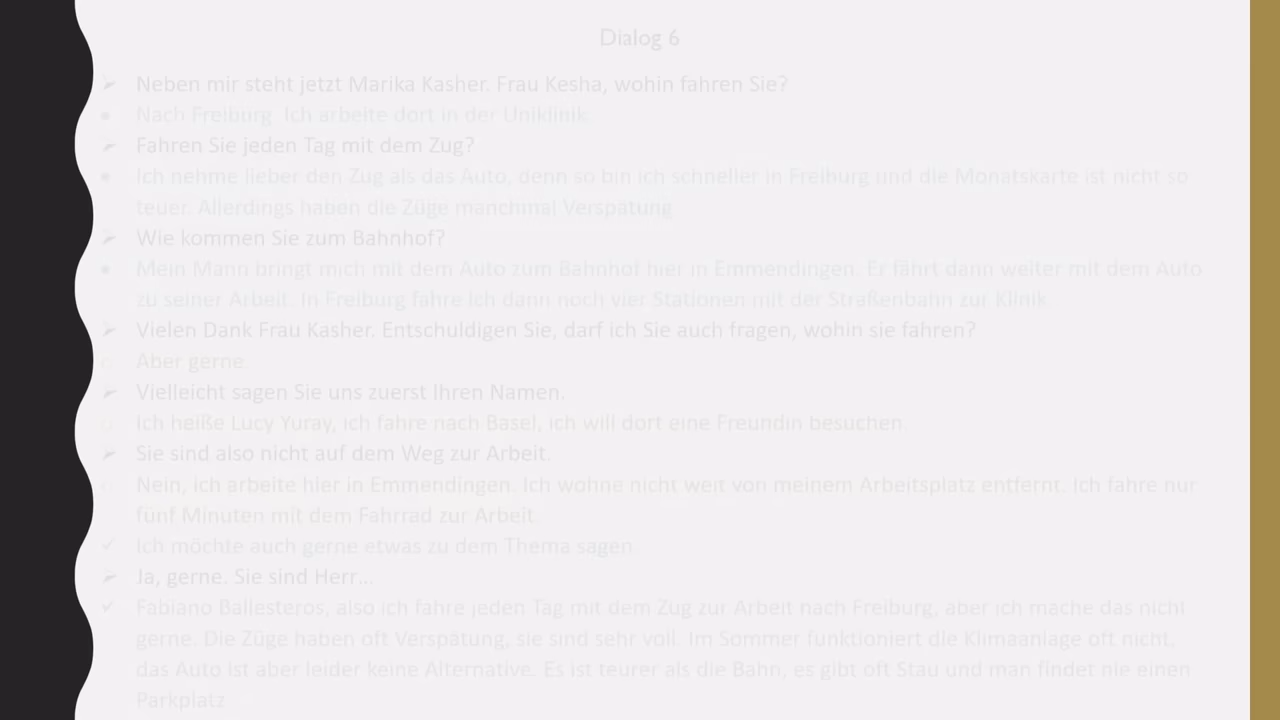 Dialog 6
➢ Neben mir steht jetzt Marika Kasher. Frau Kesha, wohin fahren Sie?
• Nach Freiburg. Ich arbeite dort in der Uniklinik.
➢ Fahren Sie jeden Tag mit dem Zug?
• Ich nehme lieber den Zug als das Auto, denn so bin ich schneller in Freiburg und die Monatskarte ist nicht so
teuer. Allerdings haben die Züge manchmal Verspätung.
➢ Wie kommen Sie zum Bahnhof?
• Mein Mann bringt mich mit dem Auto zum Bahnhof hier in Emmendingen. Er fährt dann weiter mit dem Auto
zu seiner Arbeit. In Freiburg fahre ich dann noch vier Stationen mit der Straßenbahn zur Klinik.
➢ Vielen Dank Frau Kasher. Entschuldigen Sie, darf ich Sie auch fragen, wohin sie fahren?
o Aber gerne.
➢ Vielleicht sagen Sie uns zuerst Ihren Namen.
o Ich heiße Lucy Yuray, ich fahre nach Basel, ich will dort eine Freundin besuchen.
➢ Sie sind also nicht auf dem Weg zur Arbeit.
o Nein, ich arbeite hier in Emmendingen. Ich wohne nicht weit von meinem Arbeitsplatz entfernt. Ich fahre nur
fünf Minuten mit dem Fahrrad zur Arbeit.
✓ Ich möchte auch gerne etwas zu dem Thema sagen.
➢ Ja, gerne. Sie sind Herr...
✓ Fabiano Ballesteros, also ich fahre jeden Tag mit dem Zug zur Arbeit nach Freiburg, aber ich mache das nicht
gerne. Die Züge haben oft Verspätung, sie sind sehr voll. Im Sommer funktioniert die Klimaanlage oft nicht,
das Auto ist aber leider keine Alternative. Es ist teurer als die Bahn, es gibt oft Stau und man findet nie einen
Parkplatz.